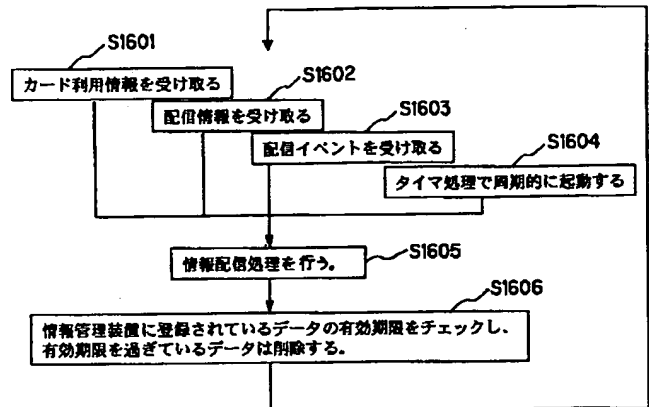 S1601
カード利用情報を受け取る
S1602
配信情報を受け取る
S1603
配信イベントを受け取る
S1604
タイマ処理で周期的に起動する
S1605
情報配信処理を行う。
S1606
情報管理装置に登録されているデータの有効期限をチェックし、
有効期限を過ぎているデータは削除する。